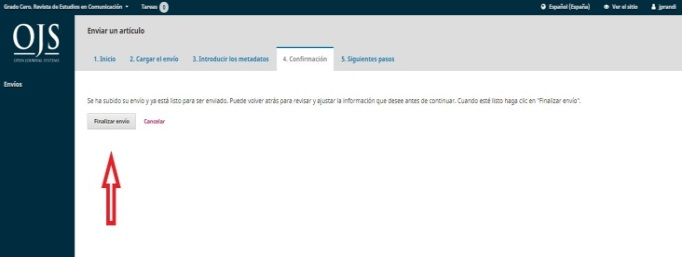 Grado Cero. Revista de Estudios en Comunicación
Tareas 0
Español (España)
Ver el sitio
jprandi
OJS
OPEN JOURNAL SYSTEMS
Envíos
Enviar un artículo
1. Inicio
2. Cargar el envío
3. Introducir los metadatos
4. Confirmación
5. Siguientes pasos
Se ha subido su envío y ya está listo para ser enviado. Puede volver atrás para revisar y ajustar la información que desee antes de continuar. Cuando esté listo haga clic en "Finalizar envío".
Finalizar envío
Cancelar